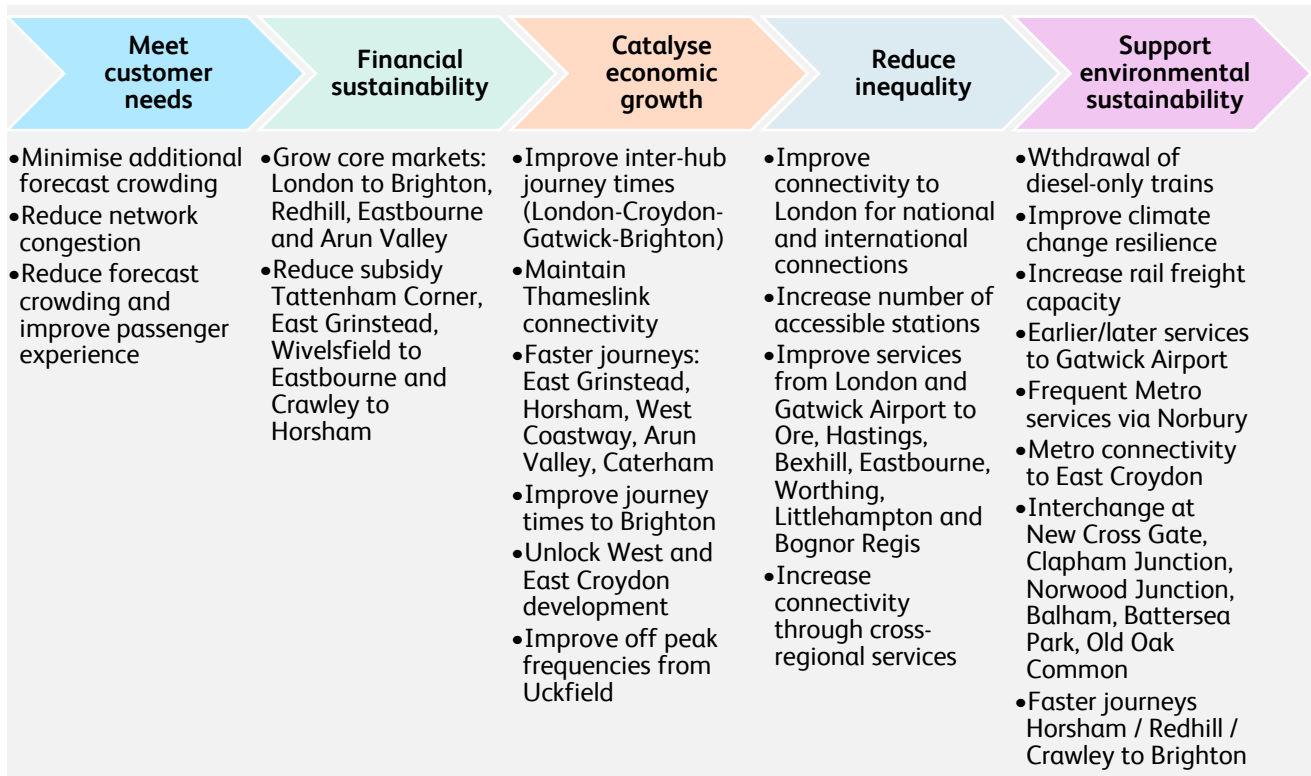 Meet
customer
needs
Financial
sustainability
Catalyse
economic
growth
Reduce
inequality
Support
environmental
sustainability
•Minimise additional
forecast crowding
•Reduce network
congestion
•Reduce forecast
crowding and
improve passenger
experience
•Grow core markets:
London to Brighton,
Redhill, Eastbourne
and Arun Valley
•Reduce subsidy
Tattenham Corner,
East Grinstead,
Wivelsfield to
Eastbourne and
Crawley to
Horsham
•Improve inter-hub
journey times
(London-Croydon-
Gatwick-Brighton)
•Maintain
Thameslink
connectivity
•Faster journeys:
East Grinstead,
Horsham, West
Coastway, Arun
Valley, Caterham
•Improve journey
times to Brighton
•Unlock West and
East Croydon
development
•Improve off peak
frequencies from
Uckfield
•Improve
connectivity to
London for national
and international
connections
•Increase number of
accessible stations
•Improve services
from London and
Gatwick Airport to
Ore, Hastings,
Bexhill, Eastbourne,
Worthing,
Littlehampton and
Bognor Regis
•Increase
connectivity
through cross-
regional services
•Wthdrawal of
diesel-only trains
•Improve climate
change resilience
•Increase rail freight
capacity
•Earlier/later services
to Gatwick Airport
•Frequent Metro
services via Norbury
•Metro connectivity
to East Croydon
•Interchange at
New Cross Gate,
Clapham Junction,
Norwood Junction,
Balham, Battersea
Park, Old Oak
Common
•Faster journeys
Horsham / Redhill /
Crawley to Brighton